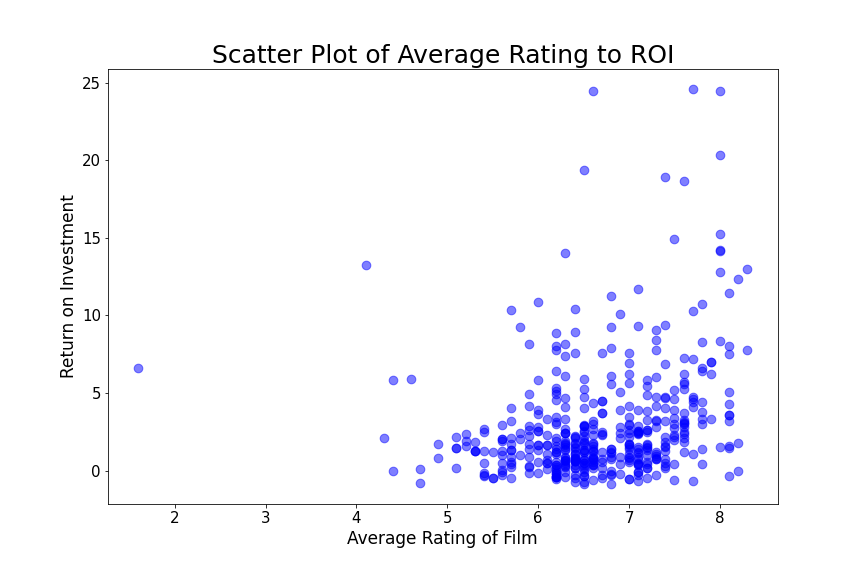 Scatter Plot of Average Rating to ROI
25
20
15
10
5
0
Return on Investment
2 3 4 5 6 7 8
Average Rating of Film